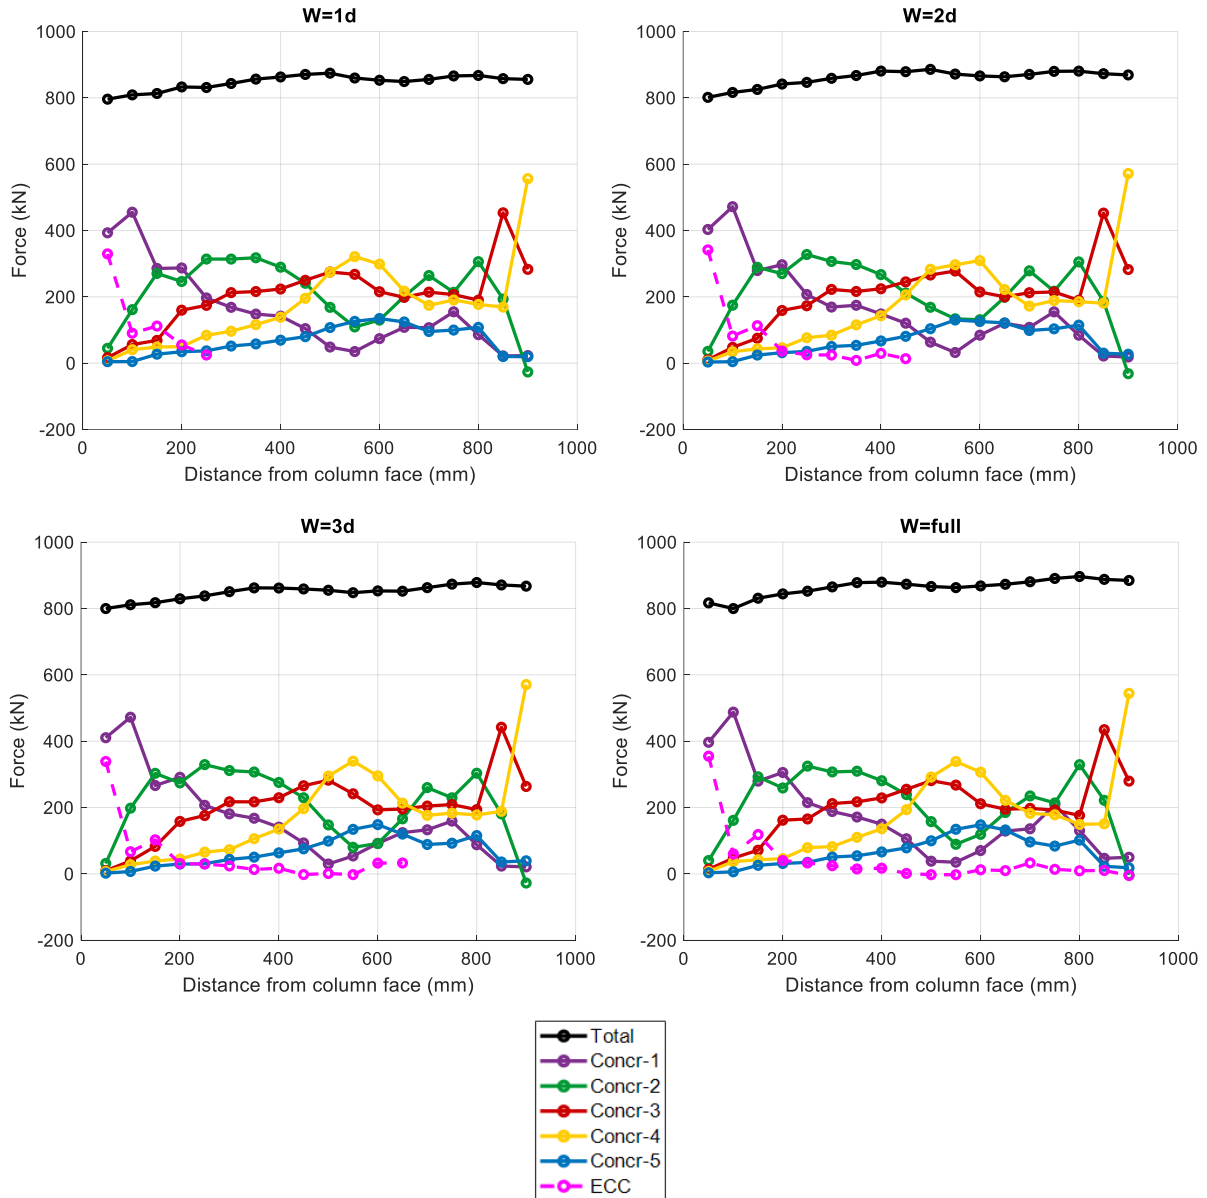 W=1d
W=2d
1000
800
600
400
200
0
-200
Force (kN)
0 200 400 600 800 1000
Distance from column face (mm)
1000
800
600
400
200
0
-200
Force (kN)
0 200 400 600 800 1000
Distance from column face (mm)
W=3d
W=full
1000
800
600
400
200
0
-200
Force (kN)
0 200 400 600 800 1000
Distance from column face (mm)
1000
800
600
400
200
0
-200
Force (kN)
0 200 400 600 800 1000
Distance from column face (mm)
Total
Concr-1
Concr-2
Concr-3
Concr-4
Concr-5
ECC